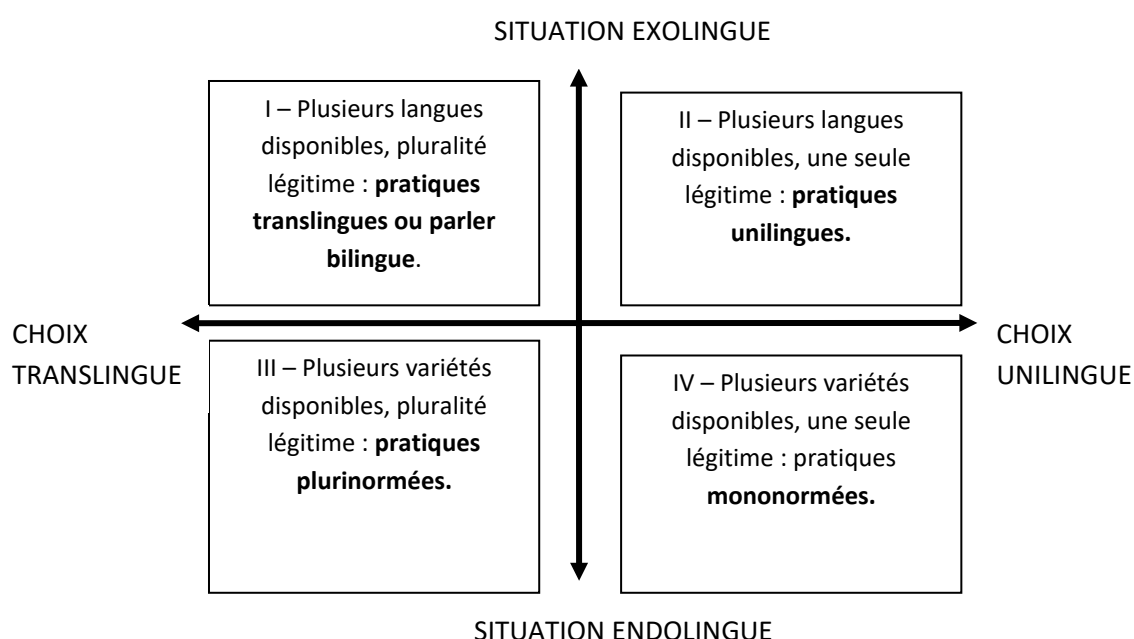 SITUATION EXOLINGUE
I – Plusieurs langues
disponibles, pluralité
légitime : pratiques
translingues ou parler
bilingue.
II – Plusieurs langues
disponibles, une seule
légitime : pratiques
unilingues.
CHOIX
TRANSLINGUE
CHOIX
UNILINGUE
III – Plusieurs variétés
disponibles, pluralité
légitime : pratiques
plurinormées.
IV – Plusieurs variétés
disponibles, une seule
légitime : pratiques
mononormées.
SITUATION ENDOLINGUE